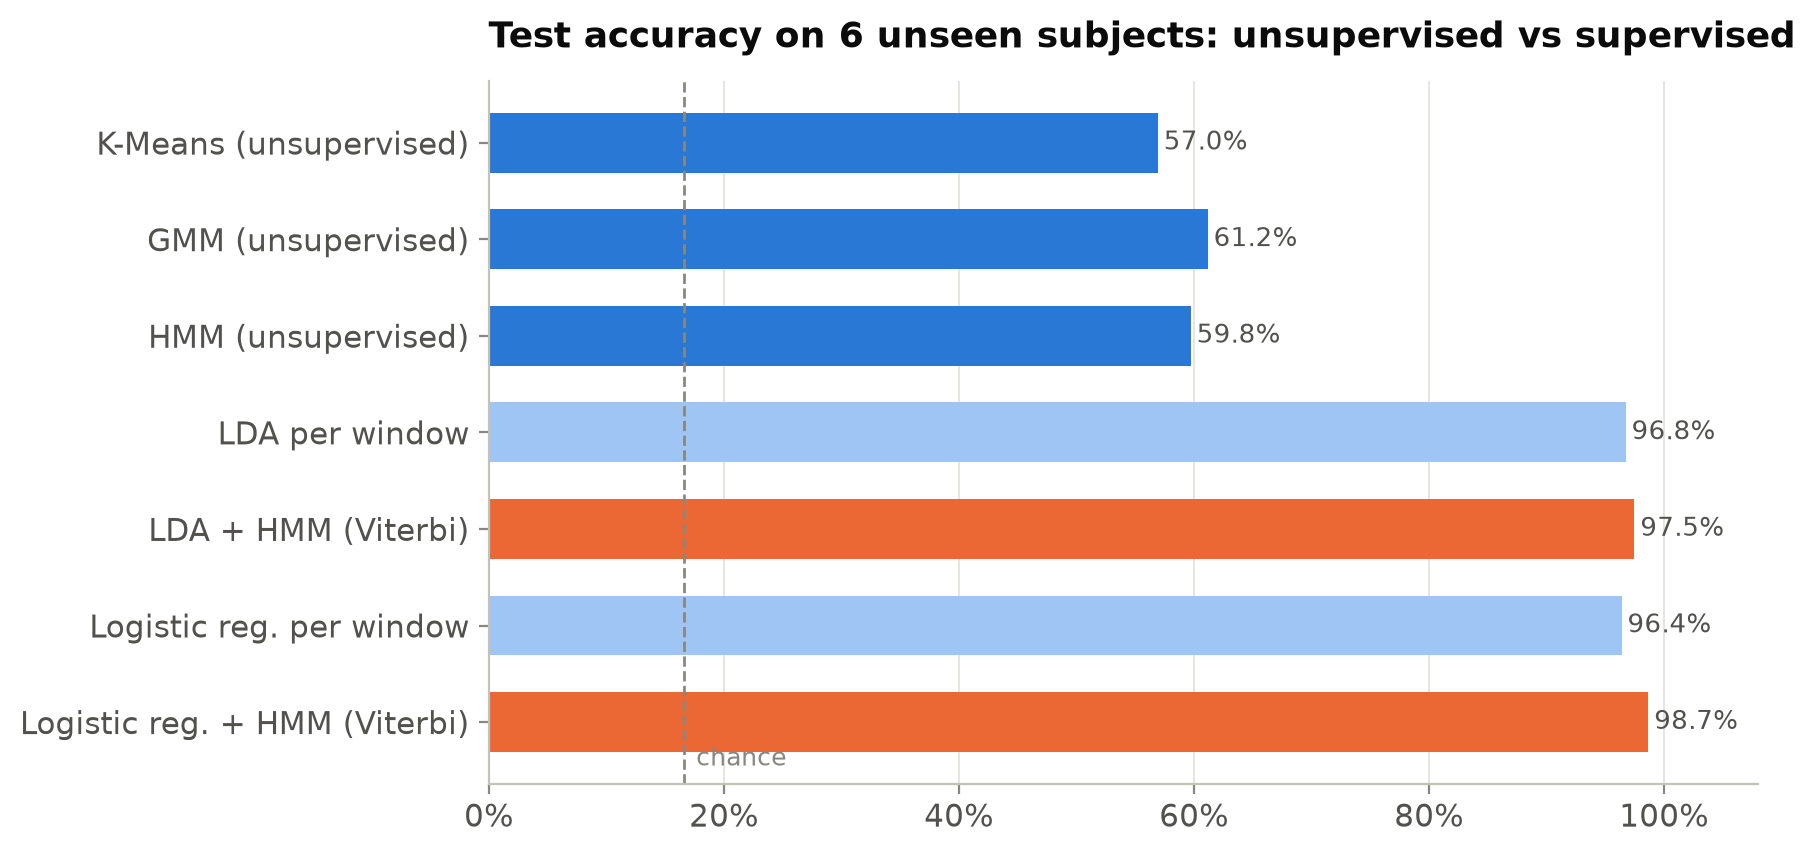 Test accuracy on 6 unseen subjects: unsupervised vs supervised
K-Means (unsupervised) 57.0%
GMM (unsupervised) 61.2%
HMM (unsupervised) 59.8%
LDA per window 96.8%
LDA + HMM (Viterbi) 97.5%
Logistic reg. per window 96.4%
Logistic reg. + HMM (Viterbi) 98.7%
chance
0% 20% 40% 60% 80% 100%